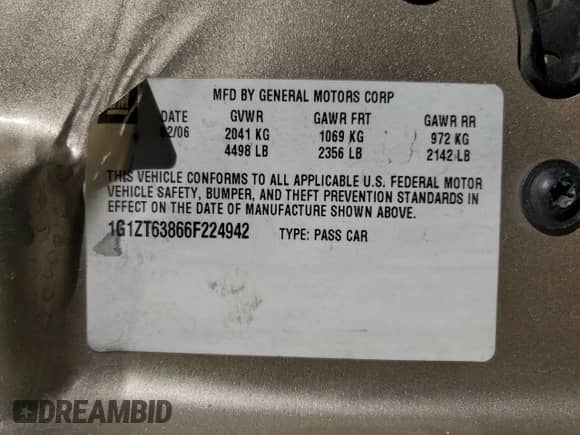 GM
MFD BY GENERAL MOTORS CORP
DATE GVWR GAWR FRT GAWR RR
02/06 2041 KG 1069 KG 972 KG
4498 LB 2356 LB 2142 LB
THIS VEHICLE CONFORMS TO ALL APPLICABLE U.S. FEDERAL MOTOR
VEHICLE SAFETY, BUMPER, AND THEFT PREVENTION STANDARDS IN
EFFECT ON THE DATE OF MANUFACTURE SHOWN ABOVE.
1G1ZT63866F224942 TYPE: PASS CAR
DREAMBID